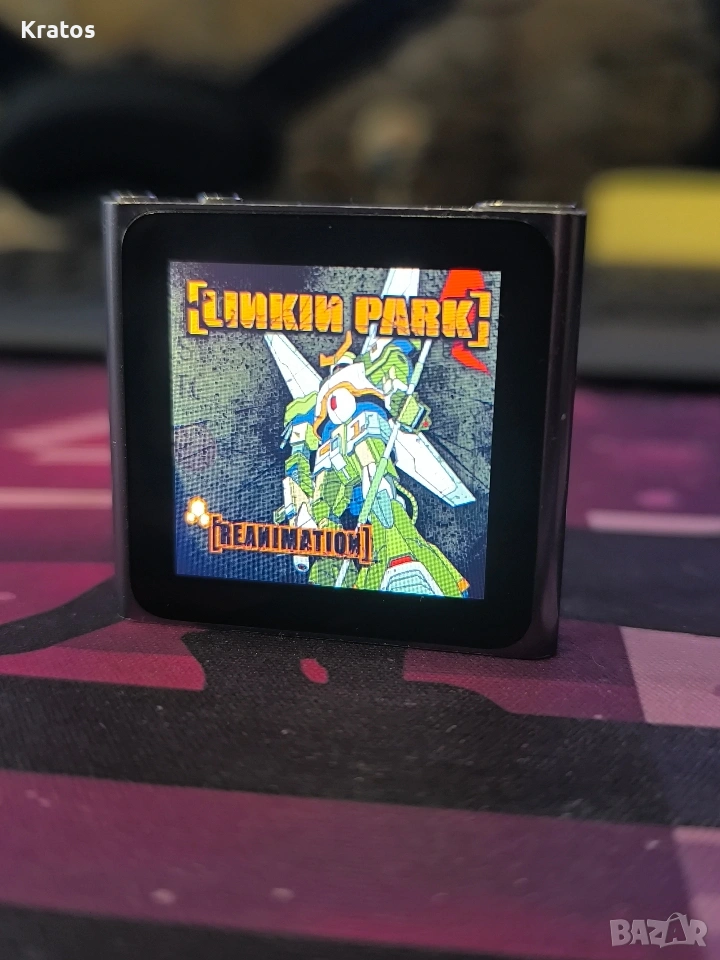 Kratos
[LINKIN PARK]
[REANIMATION]
BAZAR